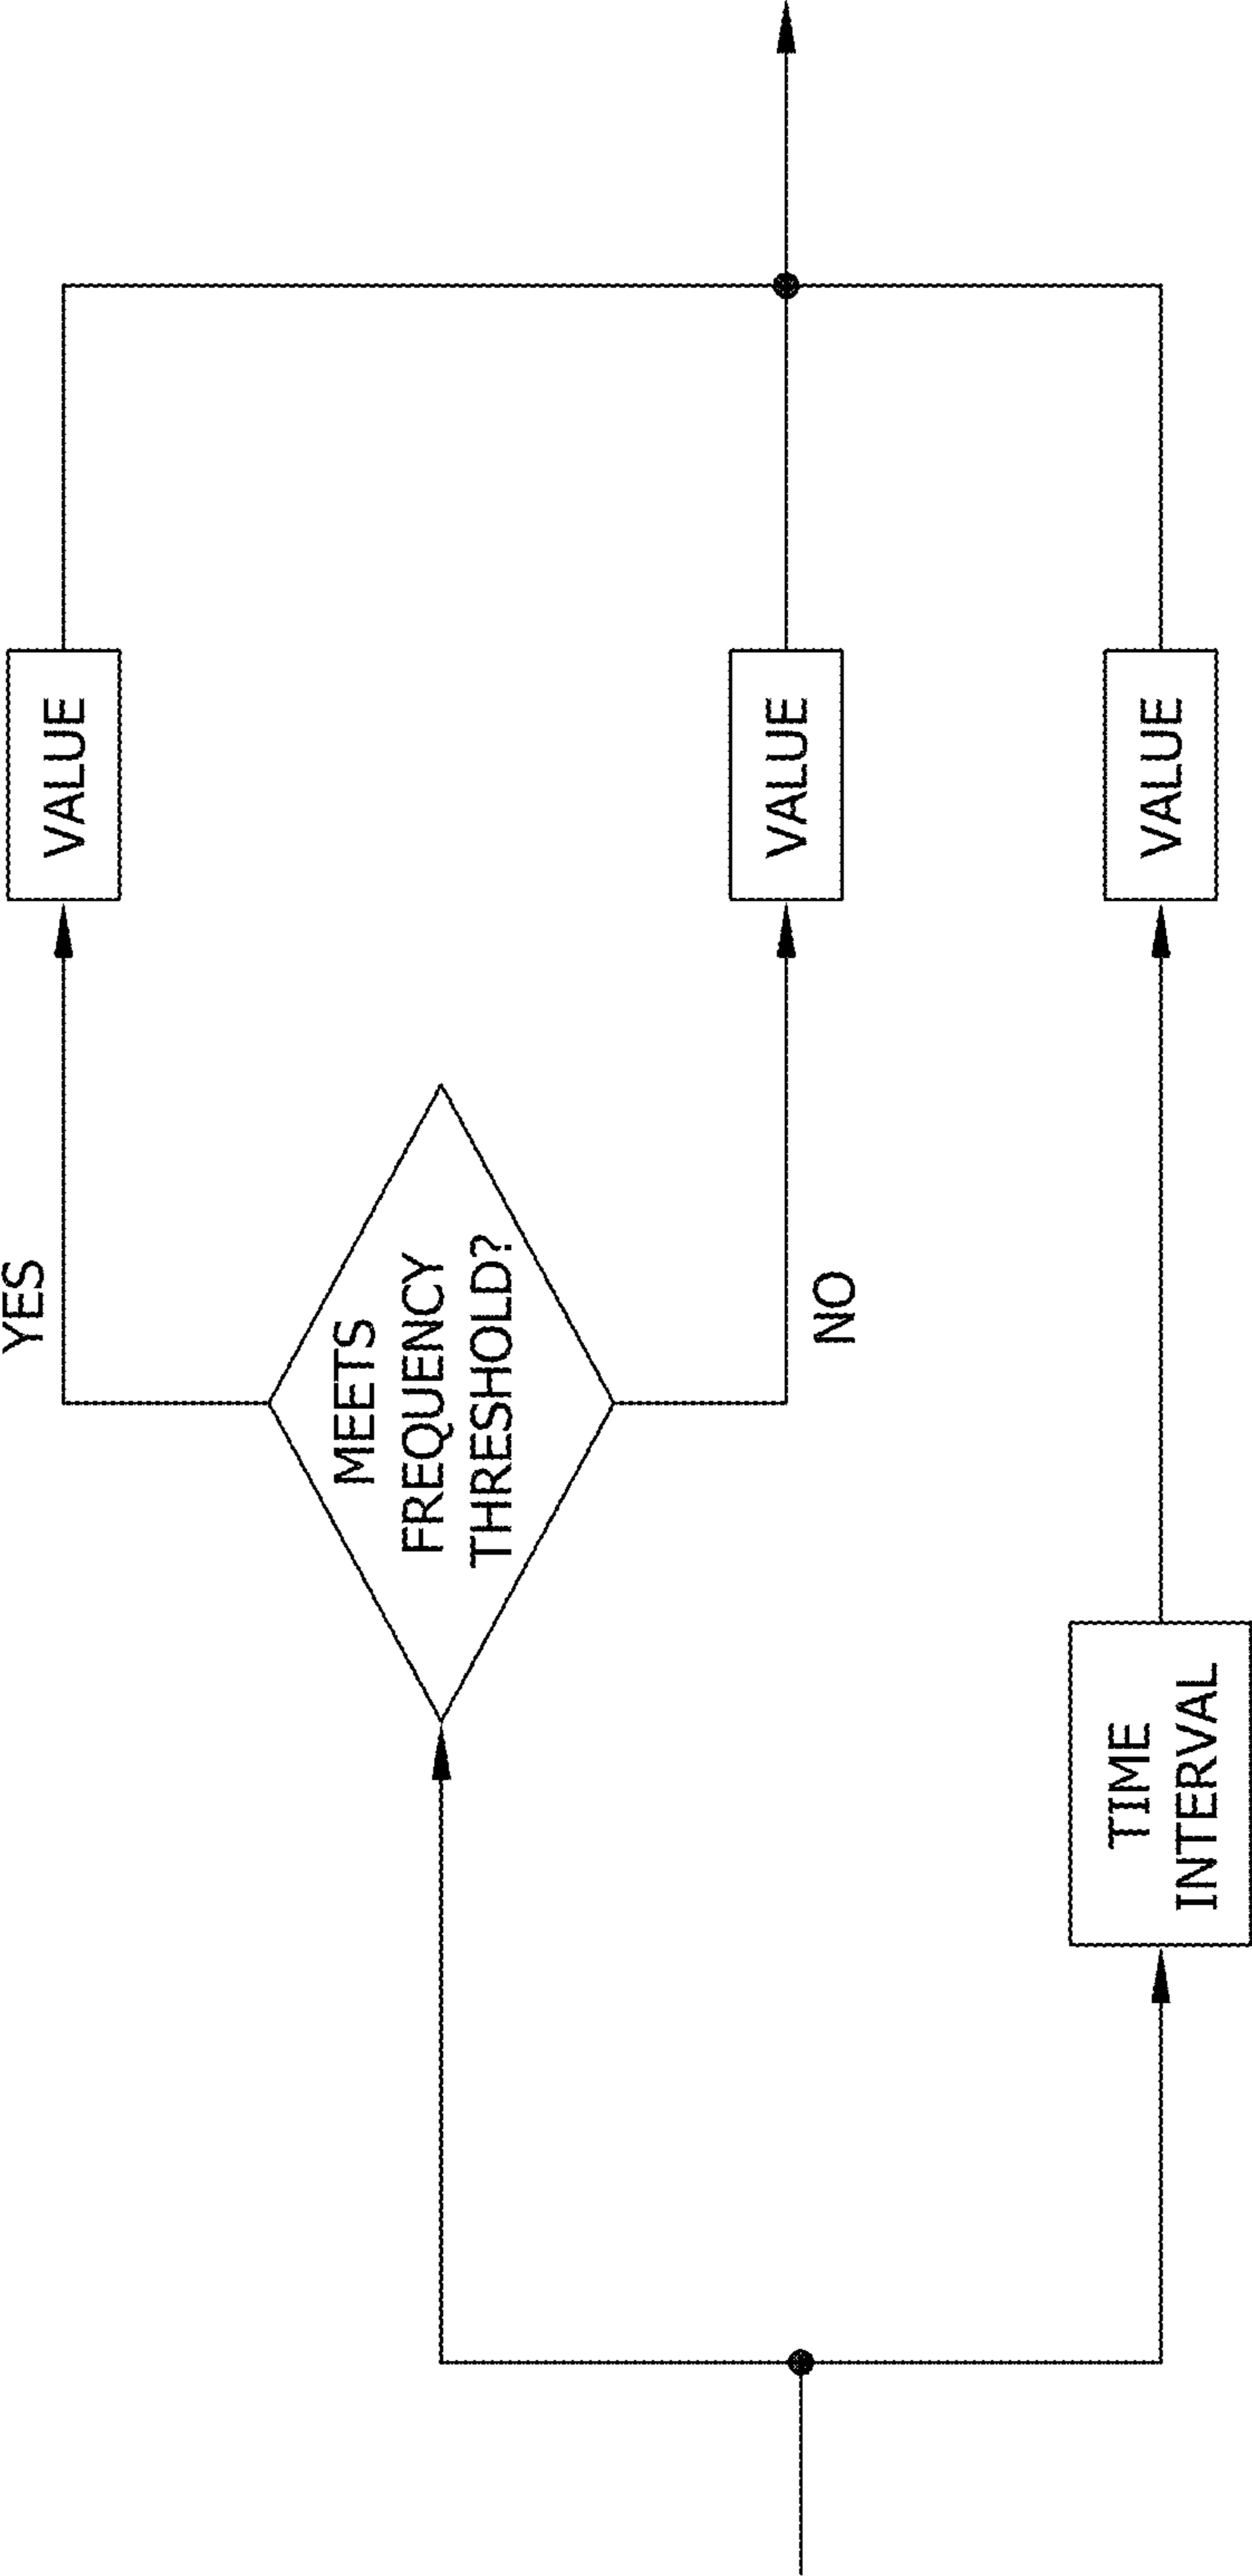 YES
MEETS
FREQUENCY
THRESHOLD?
NO
TIME
INTERVAL
VALUE
VALUE
VALUE